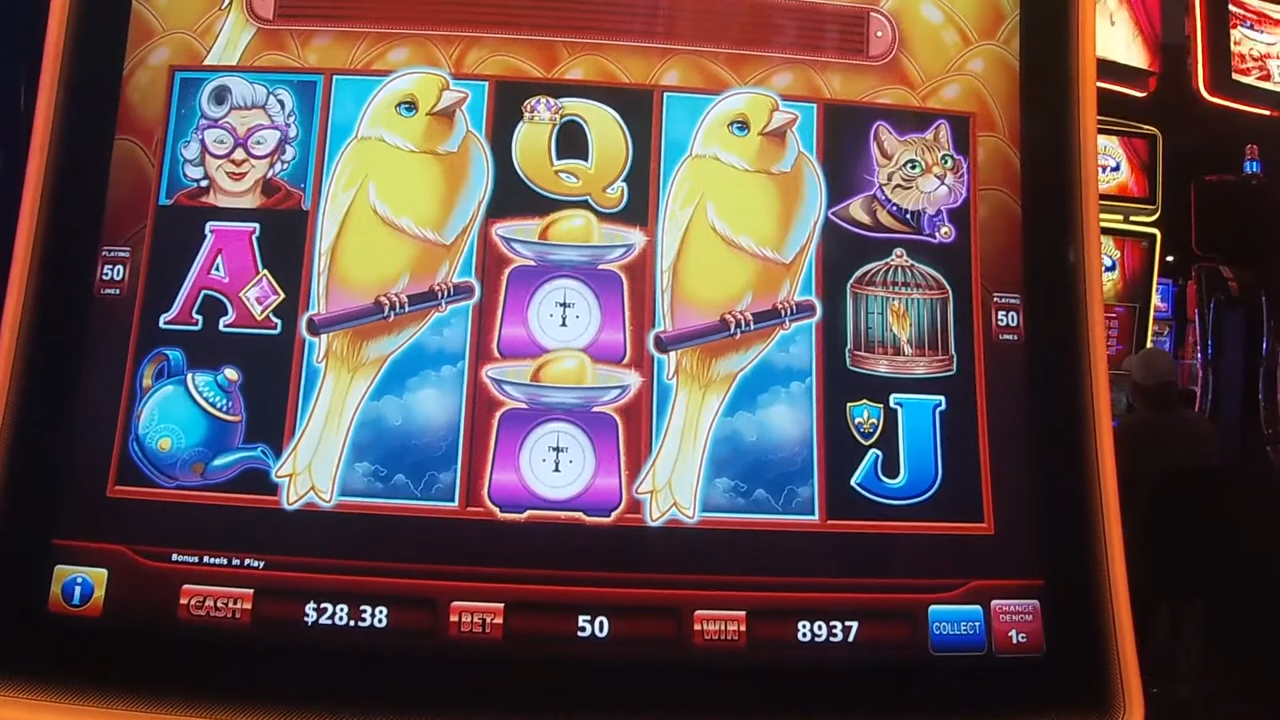 Q
A
TWEET
TWEET
J
PLAYING
50
LINES
PLAYING
50
LINES
Bonus Reels in Play
i
CASH
$28.38
BET
50
WIN
8937
COLLECT
CHANGE
DENOM
1¢